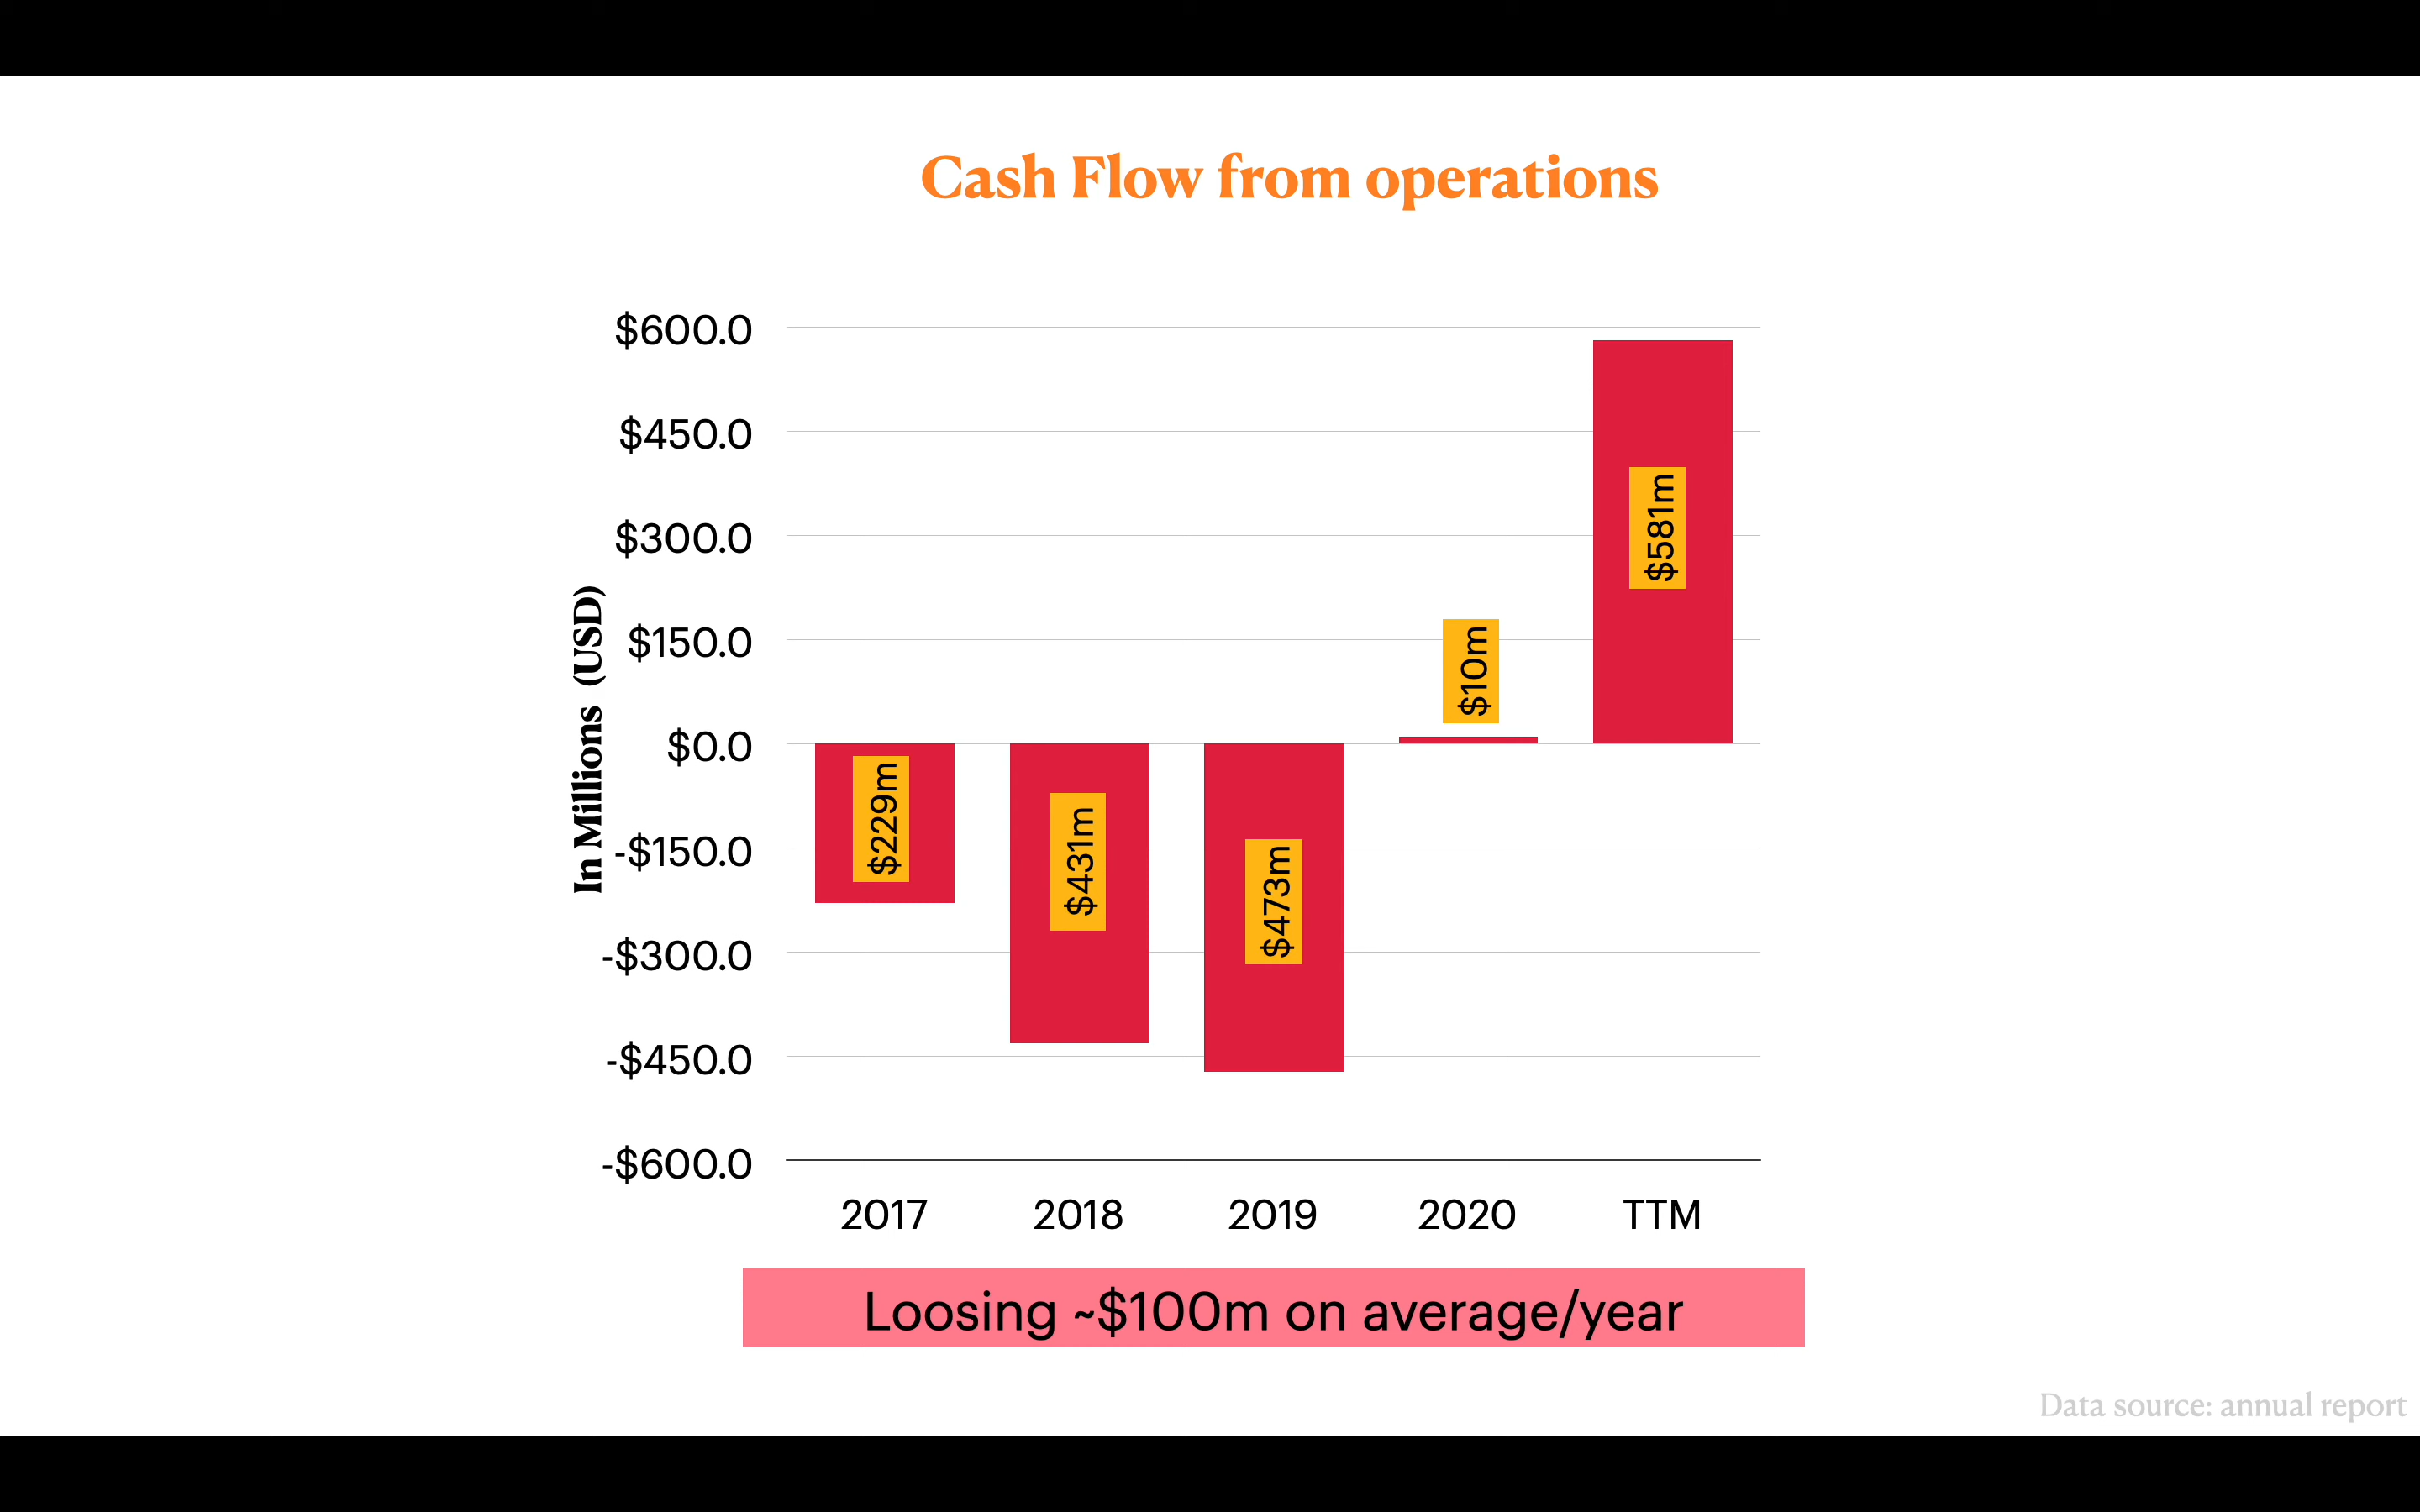 Cash Flow from operations
In Millions (USD)
$600.0
$450.0
$300.0
$150.0
$0.0
-$150.0
-$300.0
-$450.0
-$600.0
$229m
$431m
$473m
$10m
$581m
2017
2018
2019
2020
TTM
Loosing ~$100m on average/year
Data source: annual report